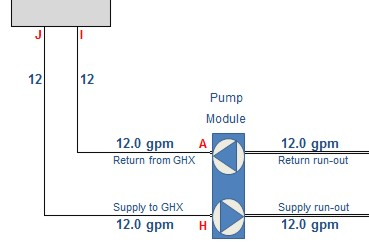 J
I
12
12
Pump
Module
12.0 gpm
A
12.0 gpm
Return from GHX
Return run-out
Supply to GHX
Supply run-out
12.0 gpm
H
12.0 gpm